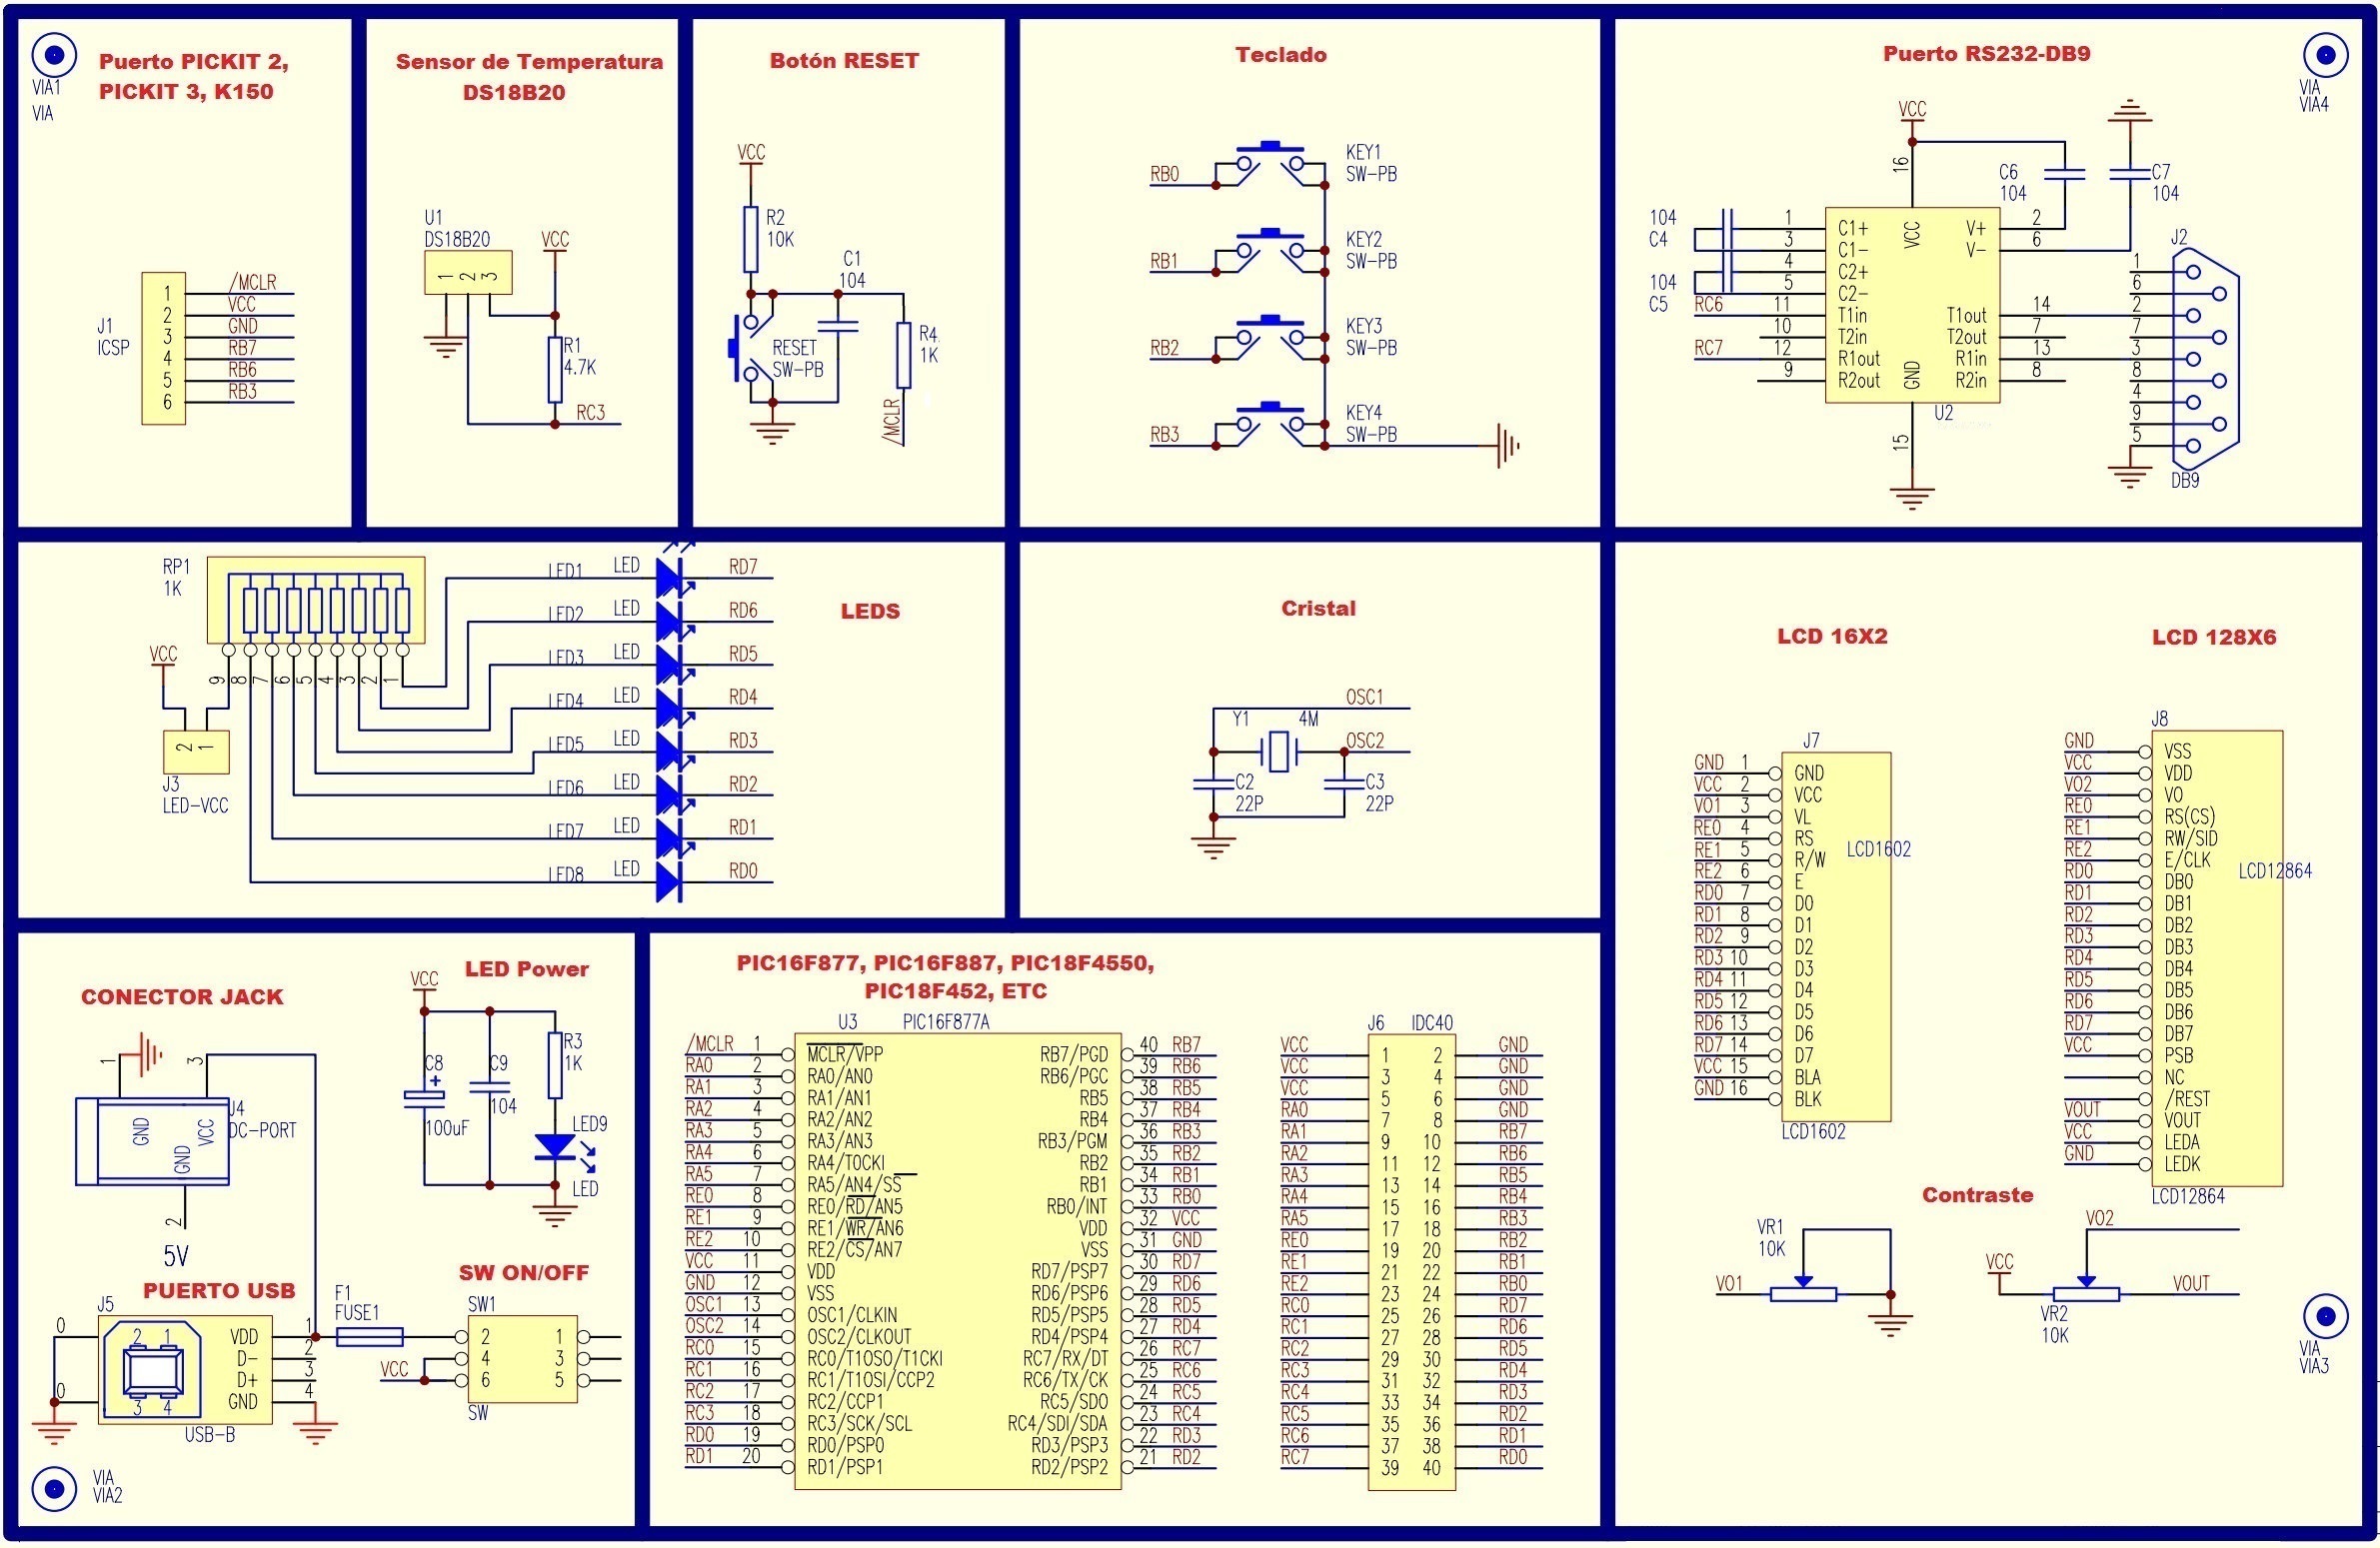 Puerto PICKIT 2,
PICKIT 3, K150
VIA1
VIA
J1
ICSP
1 /MCLR
2 VCC
3 GND
4 RB7
5 RB6
6 RB3
Sensor de Temperatura
DS18B20
U1
DS18B20
1 2 3
VCC
R1
4.7K
RC3
Botón RESET
VCC
R2
10K
C1
104
RESET
SW-PB
R4
1K
/MCLR
Teclado
RB0
KEY1
SW-PB
RB1
KEY2
SW-PB
RB2
KEY3
SW-PB
RB3
KEY4
SW-PB
Puerto RS232-DB9
VIA
VIA4
VCC
16
C6
104
C7
104
104
C4
104
C5
1 C1+
3 C1-
4 C2+
5 C2-
RC6 11 T1in
10 T2in
RC7 12 R1out
9 R2out
VCC
GND
V+ 2
V- 6
T1out 14
T2out 7
R1in 13
R2in 8
U2
15
J2
1
6
2
7
3
8
4
9
5
DB9
RP1
1K
VCC
9 8 7 6 5 4 3 2 1
2 1
J3
LED-VCC
LED1 LED RD7
LED2 LED RD6
LED3 LED RD5
LED4 LED RD4
LED5 LED RD3
LED6 LED RD2
LED7 LED RD1
LED8 LED RD0
LEDS
Cristal
OSC1
Y1 4M
OSC2
C2
22P
C3
22P
LCD 16X2
J7
GND 1 GND
VCC 2 VCC
VO1 3 VL
RE0 4 RS
RE1 5 R/W
RE2 6 E
RD0 7 D0
RD1 8 D1
RD2 9 D2
RD3 10 D3
RD4 11 D4
RD5 12 D5
RD6 13 D6
RD7 14 D7
VCC 15 BLA
GND 16 BLK
LCD1602
LCD1602
LCD 128X6
J8
GND VSS
VCC VDD
VO2 VO
RE0 RS(CS)
RE1 RW/SID
RE2 E/CLK
RD0 DB0
RD1 DB1
RD2 DB2
RD3 DB3
RD4 DB4
RD5 DB5
RD6 DB6
RD7 DB7
VCC PSB
NC
/REST
VOUT VOUT
VCC LEDA
GND LEDK
LCD12864
LCD12864
Contraste
VR1
10K
VO1
VO2
VCC
VOUT
VR2
10K
VIA
VIA3
CONECTOR JACK
1
3
GND
VCC
GND
J4
DC-PORT
2
5V
LED Power
VCC
C8
+
100uF
C9
104
R3
1K
LED9
LED
PUERTO USB
J5
0
0
2 1
3 4
VDD 1
D- 2
D+ 3
GND 4
USB-B
F1
FUSE1
SW ON/OFF
SW1
VCC
2 1
4 3
6 5
SW
VIA
VIA2
PIC16F877, PIC16F887, PIC18F4550,
PIC18F452, ETC
U3 PIC16F877A
/MCLR 1 MCLR/VPP RB7/PGD 40 RB7
RA0 2 RA0/AN0 RB6/PGC 39 RB6
RA1 3 RA1/AN1 RB5 38 RB5
RA2 4 RA2/AN2 RB4 37 RB4
RA3 5 RA3/AN3 RB3/PGM 36 RB3
RA4 6 RA4/TOCKI RB2 35 RB2
RA5 7 RA5/AN4/SS RB1 34 RB1
RE0 8 RE0/RD/AN5 RB0/INT 33 RB0
RE1 9 RE1/WR/AN6 VDD 32 VCC
RE2 10 RE2/CS/AN7 VSS 31 GND
VCC 11 VDD RD7/PSP7 30 RD7
GND 12 VSS RD6/PSP6 29 RD6
OSC1 13 OSC1/CLKIN RD5/PSP5 28 RD5
OSC2 14 OSC2/CLKOUT RD4/PSP4 27 RD4
RC0 15 RC0/T1OSO/T1CKI RC7/RX/DT 26 RC7
RC1 16 RC1/T1OSI/CCP2 RC6/TX/CK 25 RC6
RC2 17 RC2/CCP1 RC5/SDO 24 RC5
RC3 18 RC3/SCK/SCL RC4/SDI/SDA 23 RC4
RD0 19 RD0/PSP0 RD3/PSP3 22 RD3
RD1 20 RD1/PSP1 RD2/PSP2 21 RD2
J6 IDC40
VCC 1 2 GND
VCC 3 4 GND
VCC 5 6 GND
RA0 7 8 GND
RA1 9 10 RB7
RA2 11 12 RB6
RA3 13 14 RB5
RA4 15 16 RB4
RA5 17 18 RB3
RE0 19 20 RB2
RE1 21 22 RB1
RE2 23 24 RB0
RC0 25 26 RD7
RC1 27 28 RD6
RC2 29 30 RD5
RC3 31 32 RD4
RC4 33 34 RD3
RC5 35 36 RD2
RC6 37 38 RD1
RC7 39 40 RD0